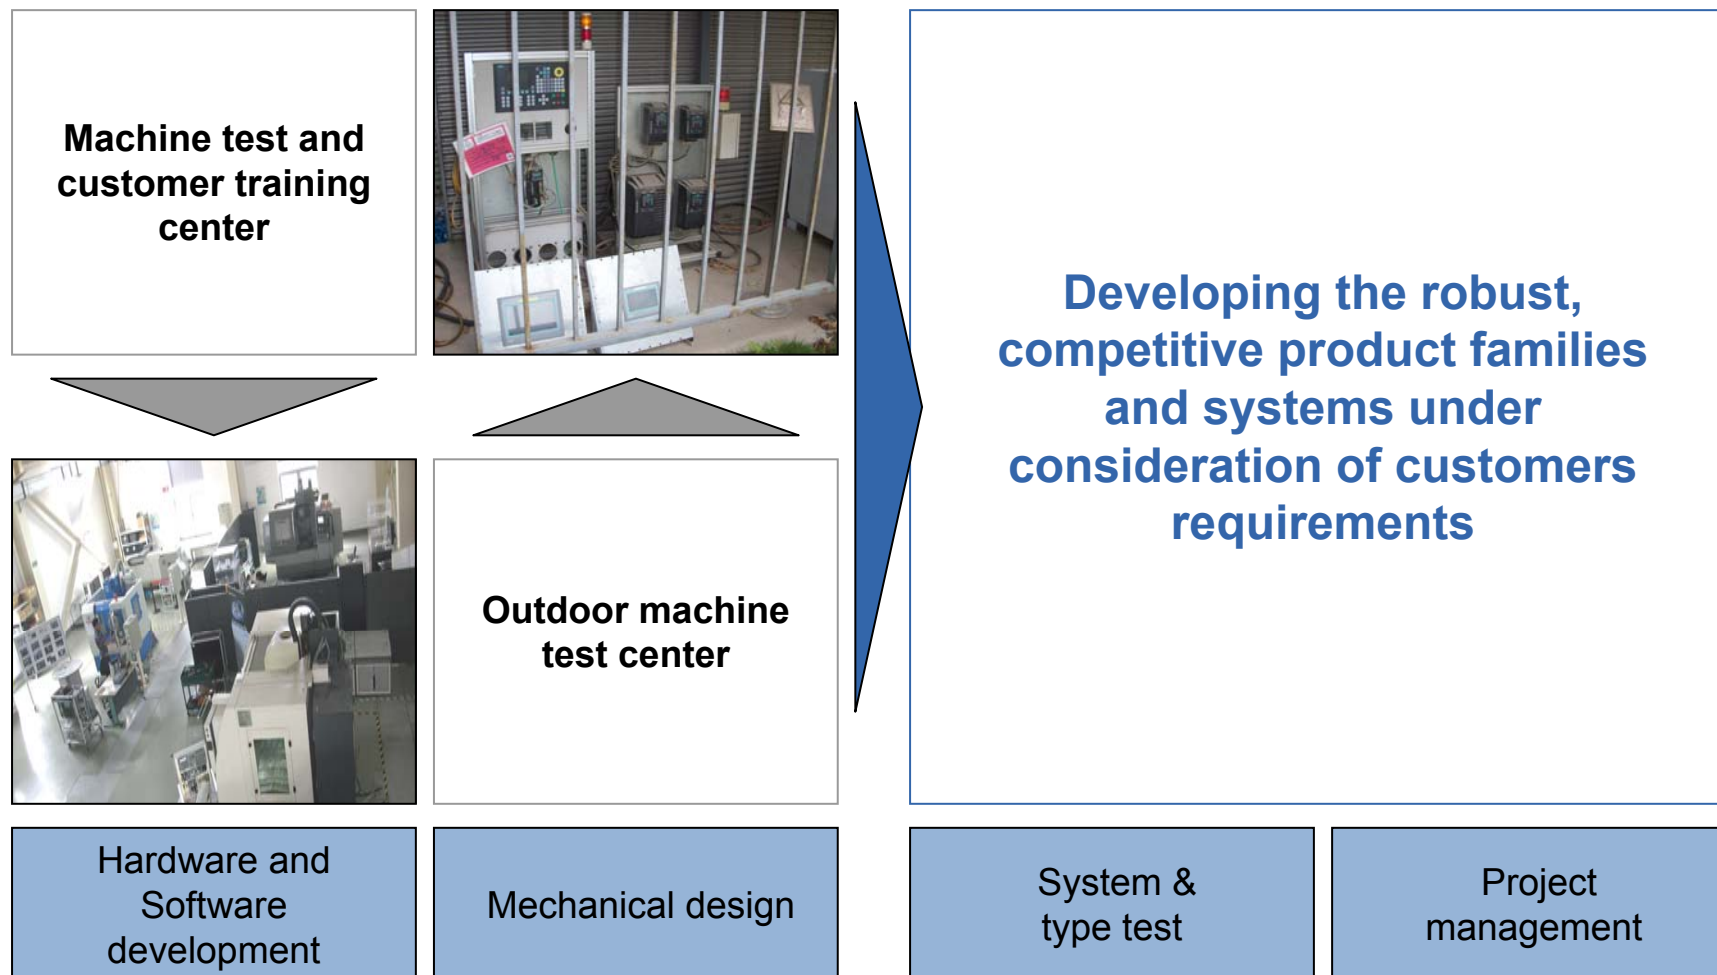 Machine test and
customer training
center
Outdoor machine
test center
Developing the robust,
competitive product families
and systems under
consideration of customers
requirements
Hardware and
Software
development
Mechanical design
System &
type test
Project
management